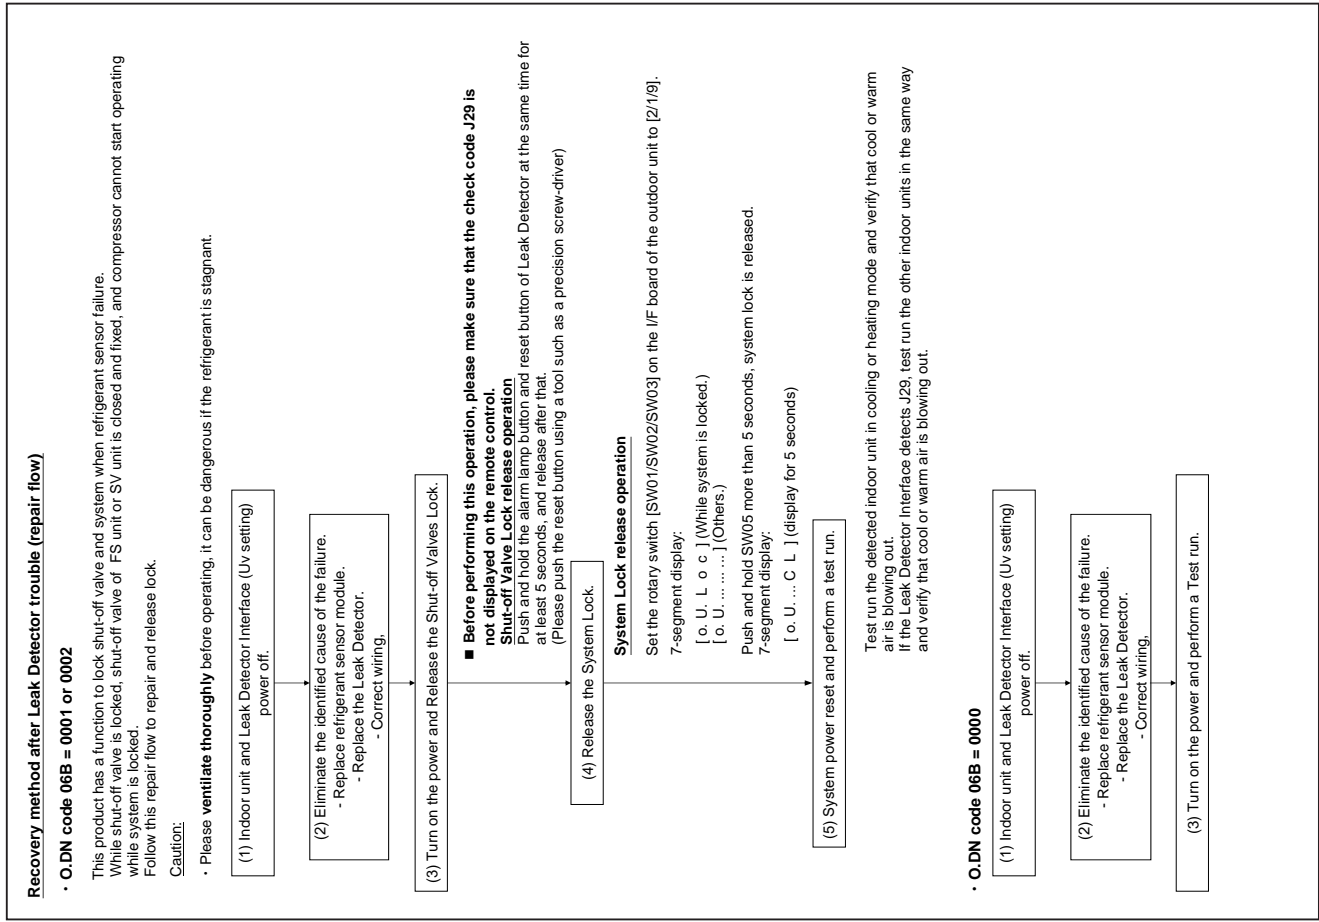 Recovery method after Leak Detector trouble (repair flow)
・O.DN code 06B = 0001 or 0002
This product has a function to lock shut-off valve and system when refrigerant sensor failure.
While shut-off valve is locked, shut-off valve of FS unit or SV unit is closed and fixed, and compressor cannot start operating
while system is locked.
Follow this repair flow to repair and release lock.
Caution:
・Please ventilate thoroughly before operating, it can be dangerous if the refrigerant is stagnant.
(1) Indoor unit and Leak Detector Interface (Uv setting)
power off.
(2) Eliminate the identified cause of the failure.
- Replace refrigerant sensor module.
- Replace the Leak Detector.
- Correct wiring,
(3) Turn on the power and Release the Shut-off Valves Lock.
■ Before performing this operation, please make sure that the check code J29 is
not displayed on the remote control.
Shut-off Valve Lock release operation
Push and hold the alarm lamp button and reset button of Leak Detector at the same time for
at least 5 seconds, and release after that.
(Please push the reset button using a tool such as a precision screw-driver)
(4) Release the System Lock.
System Lock release operation
Set the rotary switch [SW01/SW02/SW03] on the I/F board of the outdoor unit to [2/1/9].
7-segment display:
[ o. U. L o c ] (While system is locked.)
[ o. U. ... ... ... ] (Others.)
Push and hold SW05 more than 5 seconds, system lock is released.
7-segment display:
[ o. U. ... C L ] (display for 5 seconds)
(5) System power reset and perform a test run.
Test run the detected indoor unit in cooling or heating mode and verify that cool or warm
air is blowing out.
If the Leak Detector Interface detects J29, test run the other indoor units in the same way
and verify that cool or warm air is blowing out.
・O.DN code 06B = 0000
(1) Indoor unit and Leak Detector Interface (Uv setting)
power off.
(2) Eliminate the identified cause of the failure.
- Replace refrigerant sensor module.
- Replace the Leak Detector.
- Correct wiring,
(3) Turn on the power and perform a Test run.